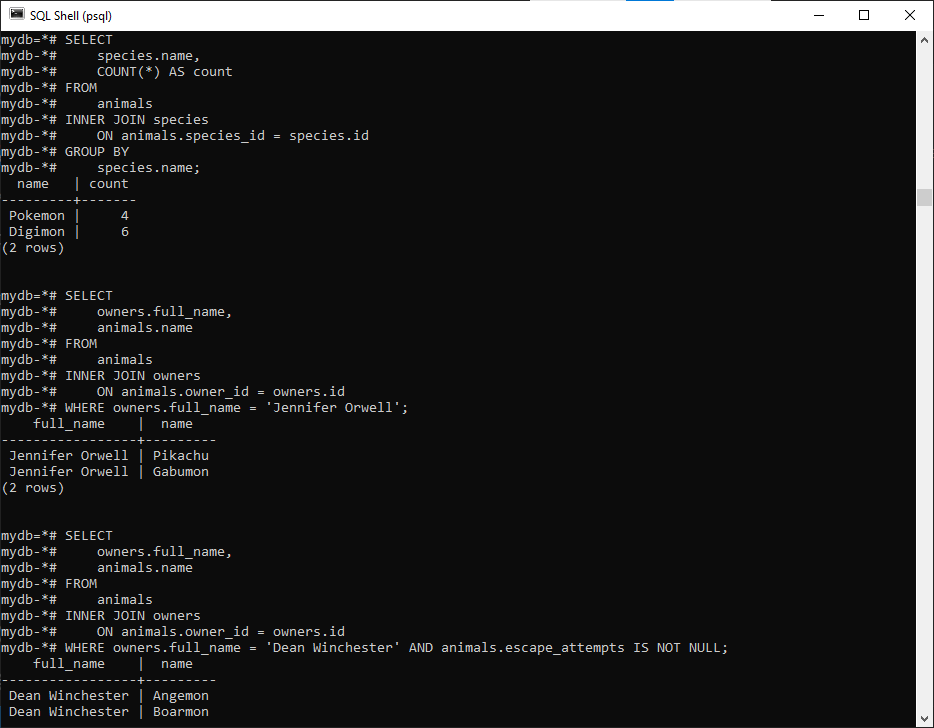 SQL Shell (psql)
mydb=*# SELECT
mydb-*#     species.name,
mydb-*#     COUNT(*) AS count
mydb-*# FROM
mydb-*#     animals
mydb-*# INNER JOIN species
mydb-*#     ON animals.species_id = species.id
mydb-*# GROUP BY
mydb-*#     species.name;
  name   | count
---------+-------
 Pokemon |     4
 Digimon |     6
(2 rows)
mydb=*# SELECT
mydb-*#     owners.full_name,
mydb-*#     animals.name
mydb-*# FROM
mydb-*#     animals
mydb-*# INNER JOIN owners
mydb-*#     ON animals.owner_id = owners.id
mydb-*# WHERE owners.full_name = 'Jennifer Orwell';
    full_name    |  name
-----------------+---------
 Jennifer Orwell | Pikachu
 Jennifer Orwell | Gabumon
(2 rows)
mydb=*# SELECT
mydb-*#     owners.full_name,
mydb-*#     animals.name
mydb-*# FROM
mydb-*#     animals
mydb-*# INNER JOIN owners
mydb-*#     ON animals.owner_id = owners.id
mydb-*# WHERE owners.full_name = 'Dean Winchester' AND animals.escape_attempts IS NOT NULL;
    full_name    |  name
-----------------+---------
 Dean Winchester | Angemon
 Dean Winchester | Boarmon